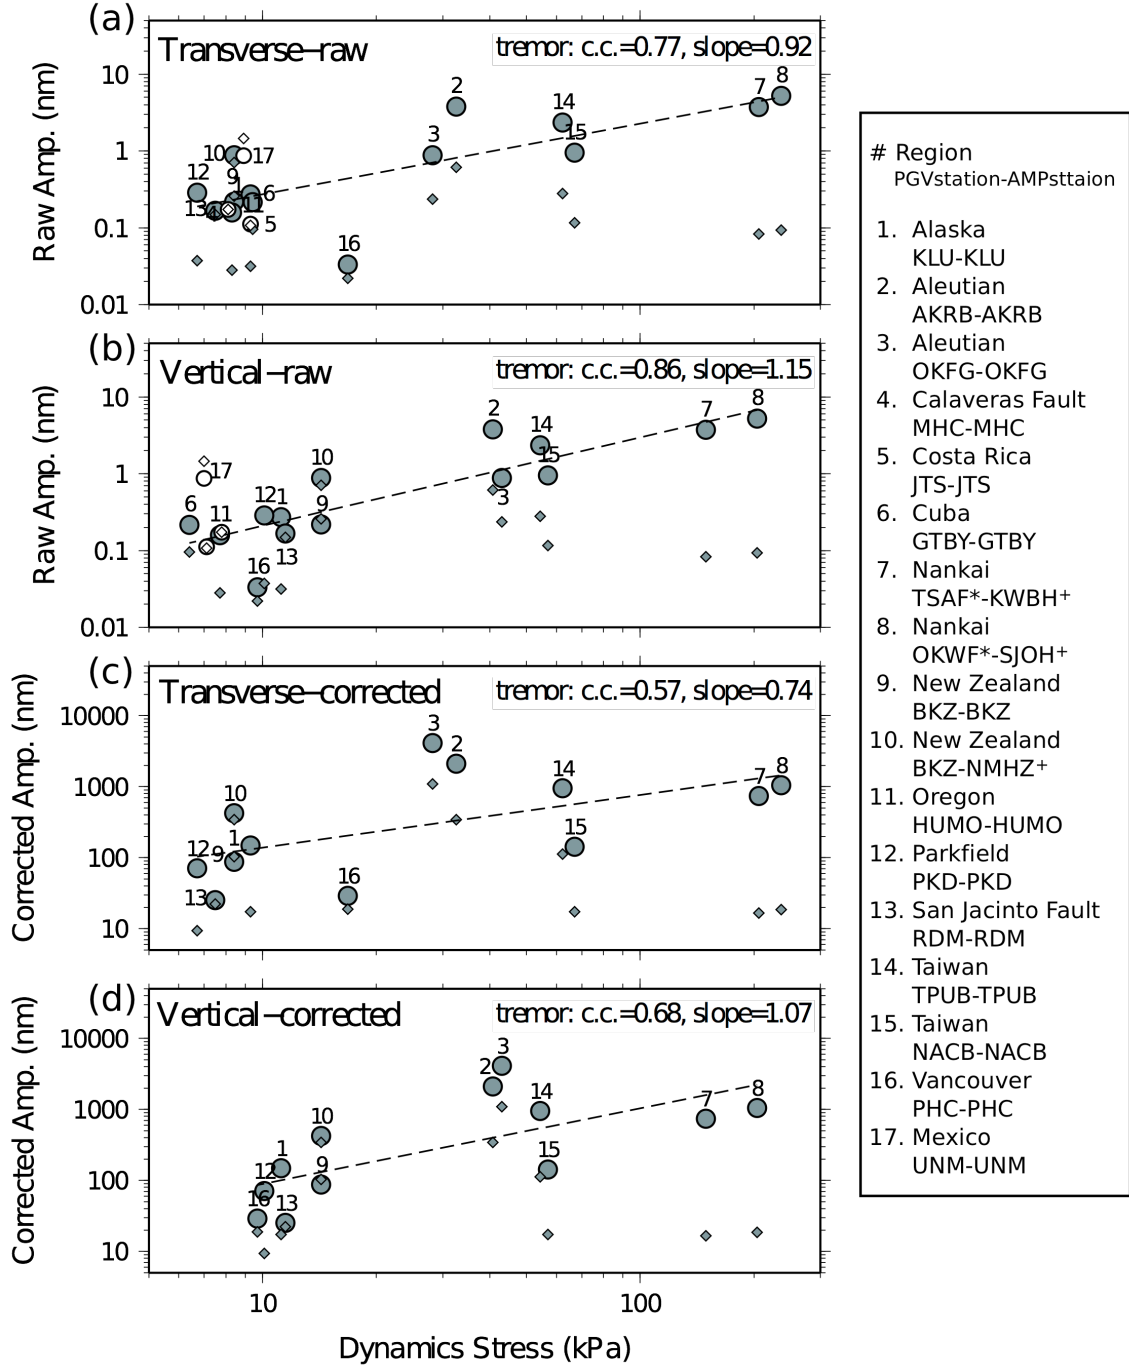 (a)
Transverse-raw
tremor: c.c.=0.77, slope=0.92
Raw Amp. (nm)
10
1
0.1
0.01
12
10
17
9
1
6
13
4
11
5
16
3
2
14
15
7
8
(b)
Vertical-raw
tremor: c.c.=0.86, slope=1.15
Raw Amp. (nm)
10
1
0.1
0.01
6
17
11
12
1
10
9
13
16
2
3
14
15
7
8
(c)
Transverse-corrected
tremor: c.c.=0.57, slope=0.74
Corrected Amp. (nm)
10000
1000
100
10
12
9
10
1
13
16
3
2
14
15
7
8
(d)
Vertical-corrected
tremor: c.c.=0.68, slope=1.07
Corrected Amp. (nm)
10000
1000
100
10
12
1
16
13
10
9
2
3
14
15
7
8
10
100
Dynamics Stress (kPa)
# Region
PGVstation-AMPsttaion
1. Alaska
KLU-KLU
2. Aleutian
AKRB-AKRB
3. Aleutian
OKFG-OKFG
4. Calaveras Fault
MHC-MHC
5. Costa Rica
JTS-JTS
6. Cuba
GTBY-GTBY
7. Nankai
TSAF*-KWBH+
8. Nankai
OKWF*-SJOH+
9. New Zealand
BKZ-BKZ
10. New Zealand
BKZ-NMHZ+
11. Oregon
HUMO-HUMO
12. Parkfield
PKD-PKD
13. San Jacinto Fault
RDM-RDM
14. Taiwan
TPUB-TPUB
15. Taiwan
NACB-NACB
16. Vancouver
PHC-PHC
17. Mexico
UNM-UNM